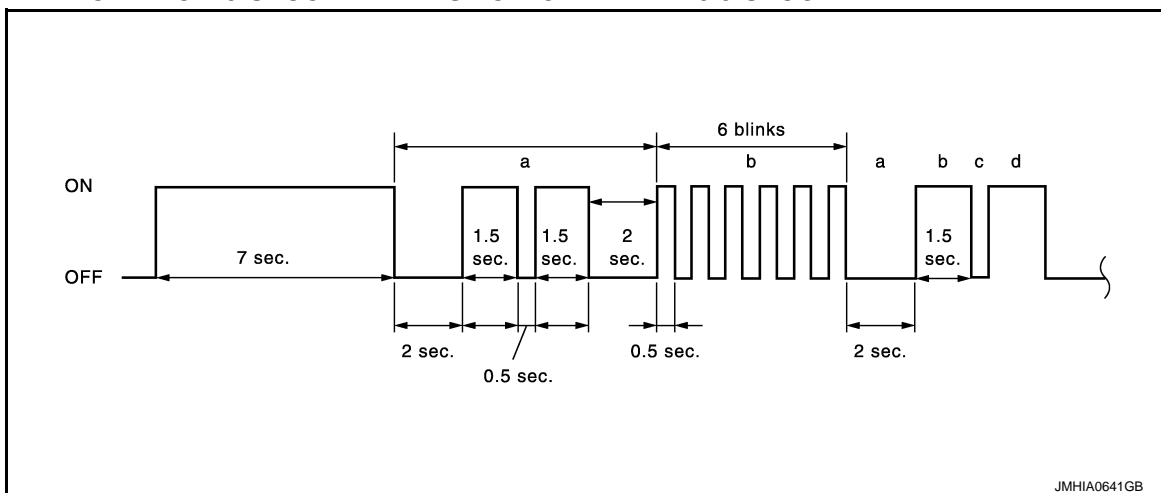 6 blinks
a b a b c d
ON
1.5 sec. 1.5 sec. 2 sec. 1.5 sec.
7 sec.
OFF
2 sec. 0.5 sec. 2 sec.
0.5 sec.
JMHIA0641GB